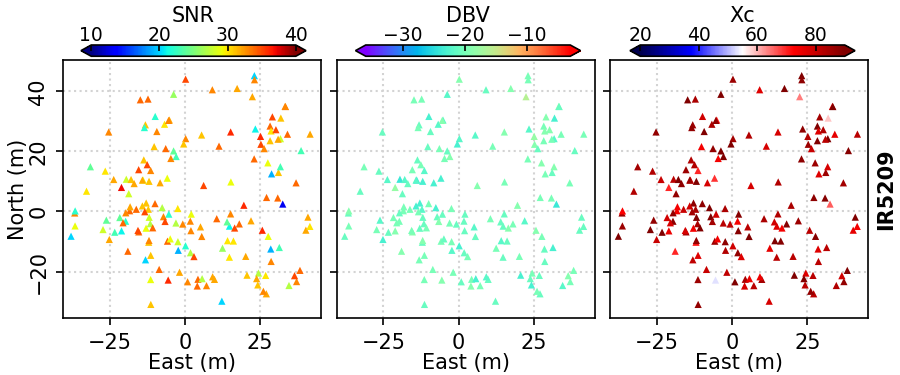 SNR DBV Xc
10 20 30 40 −30 −20 −10 20 40 60 80
40
20
0
−20
North (m)
IR5209
−25 0 25 −25 0 25 −25 0 25
East (m) East (m) East (m)